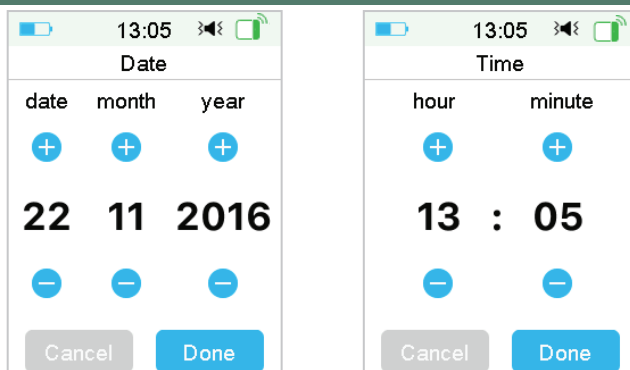 13:05
Date
date month year
22 11 2016
Cancel Done
13:05
Time
hour minute
13 : 05
Cancel Done